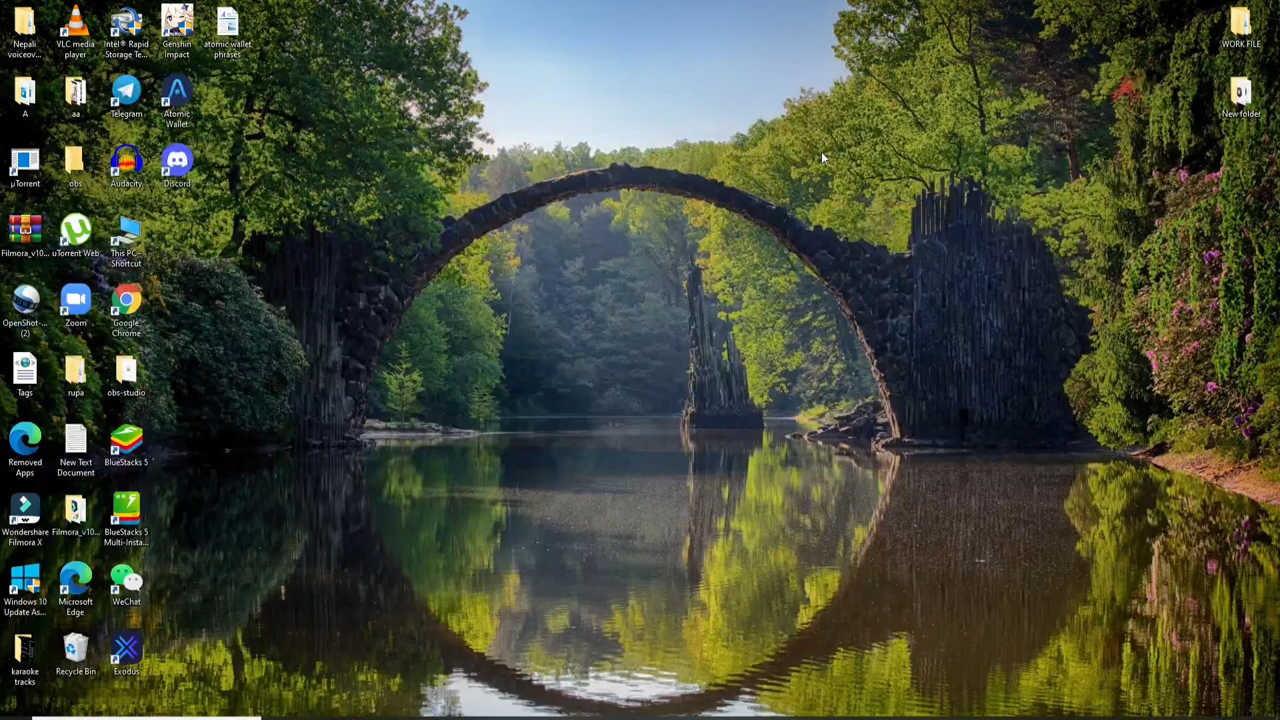 Nepali
voiceov...
VLC media
player
Intel® Rapid
Storage Te...
Genshin
Impact
atomic wallet
phrases
WORK FILE
A
aa
Telegram
Atomic
Wallet
New folder
µTorrent
obs
Audacity
Discord
Filmora_v10...
uTorrent Web
This PC -
Shortcut
OpenShot-...
(2)
Zoom
Google
Chrome
Tags
rupa
obs-studio
Removed
Apps
New Text
Document
BlueStacks 5
Wondershare
Filmora X
Filmora_v10...
BlueStacks 5
Multi-Insta...
Windows 10
Update As...
Microsoft
Edge
WeChat
karaoke
tracks
Recycle Bin
Exodus